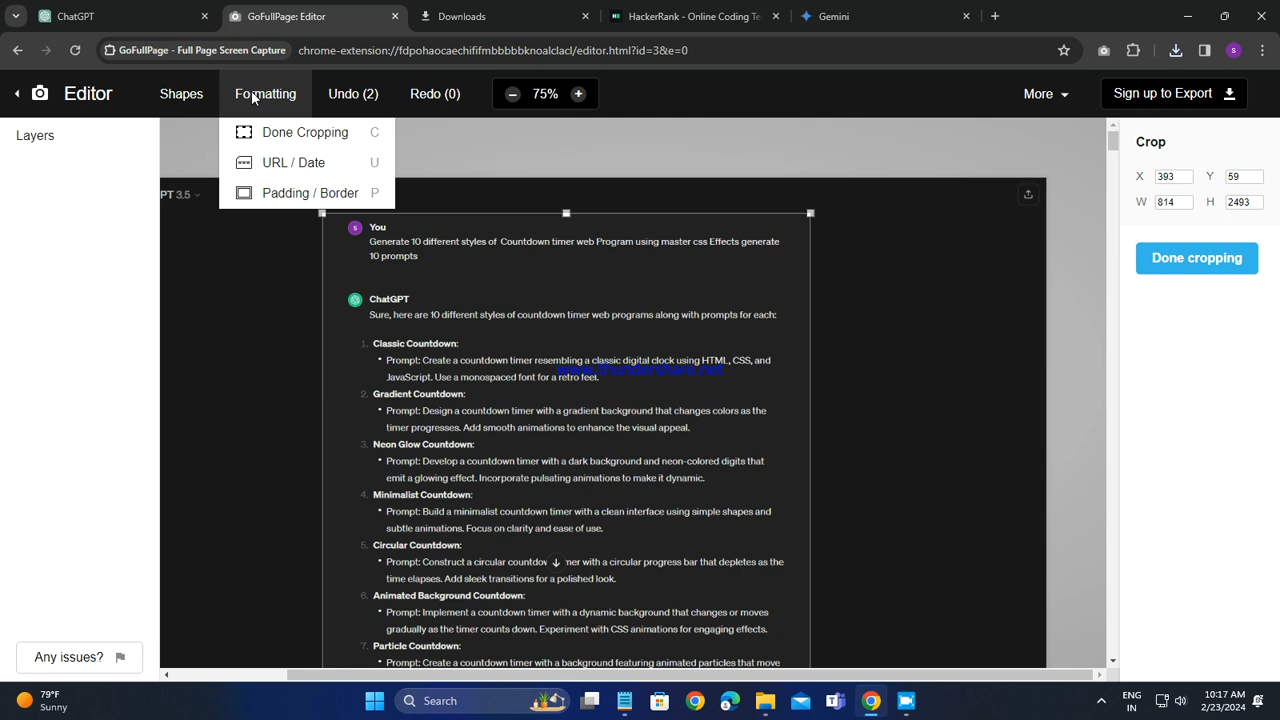 ChatGPT
GoFullPage: Editor
Downloads
HackerRank - Online Coding Te
Gemini
GoFullPage - Full Page Screen Capture
chrome-extension://fdpohaocaechififmbbbbbknoalclacl/editor.html?id=3&e=0
S
Editor
Shapes
Formatting
Undo (2)
Redo (0)
75%
More
Sign up to Export
Layers
Done Cropping C
URL / Date U
Padding / Border P
Crop
X 393 Y 59
W 814 H 2493
Done cropping
PT 3.5
S You
Generate 10 different styles of Countdown timer web Program using master css Effects generate
10 prompts
ChatGPT
Sure, here are 10 different styles of countdown timer web programs along with prompts for each:
1. Classic Countdown:
• Prompt: Create a countdown timer resembling a classic digital clock using HTML, CSS, and
JavaScript. Use a monospaced font for a retro feel.
www.thundershare.net
2. Gradient Countdown:
• Prompt: Design a countdown timer with a gradient background that changes colors as the
timer progresses. Add smooth animations to enhance the visual appeal.
3. Neon Glow Countdown:
• Prompt: Develop a countdown timer with a dark background and neon-colored digits that
emit a glowing effect. Incorporate pulsating animations to make it dynamic.
4. Minimalist Countdown:
• Prompt: Build a minimalist countdown timer with a clean interface using simple shapes and
subtle animations. Focus on clarity and ease of use.
5. Circular Countdown:
• Prompt: Construct a circular countdown timer with a circular progress bar that depletes as the
time elapses. Add sleek transitions for a polished look.
6. Animated Background Countdown:
• Prompt: Implement a countdown timer with a dynamic background that changes or moves
gradually as the timer counts down. Experiment with CSS animations for engaging effects.
7. Particle Countdown:
• Prompt: Create a countdown timer with a background featuring animated particles that move
Any issues?
79°F
Sunny
Search
ENG
IN
10:17 AM
2/23/2024